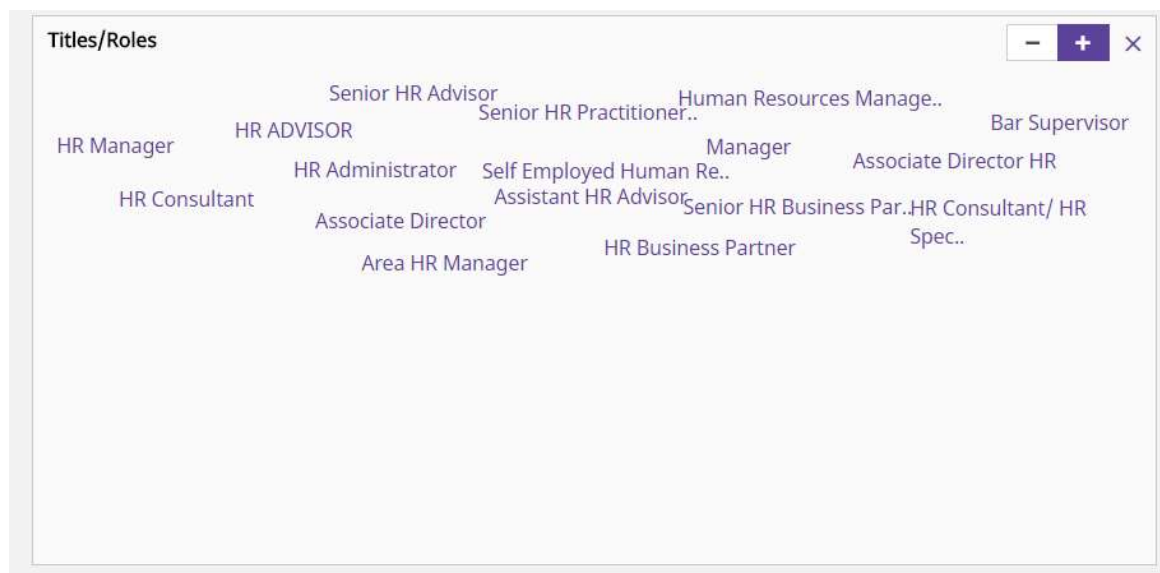 Titles/Roles
− + ×
Senior HR Advisor
Human Resources Manage..
Senior HR Practitioner..
Bar Supervisor
HR ADVISOR
HR Manager
Manager
Associate Director HR
HR Administrator
Self Employed Human Re..
Assistant HR Advisor
HR Consultant
Senior HR Business Par..
HR Consultant/ HR
Spec..
Associate Director
HR Business Partner
Area HR Manager